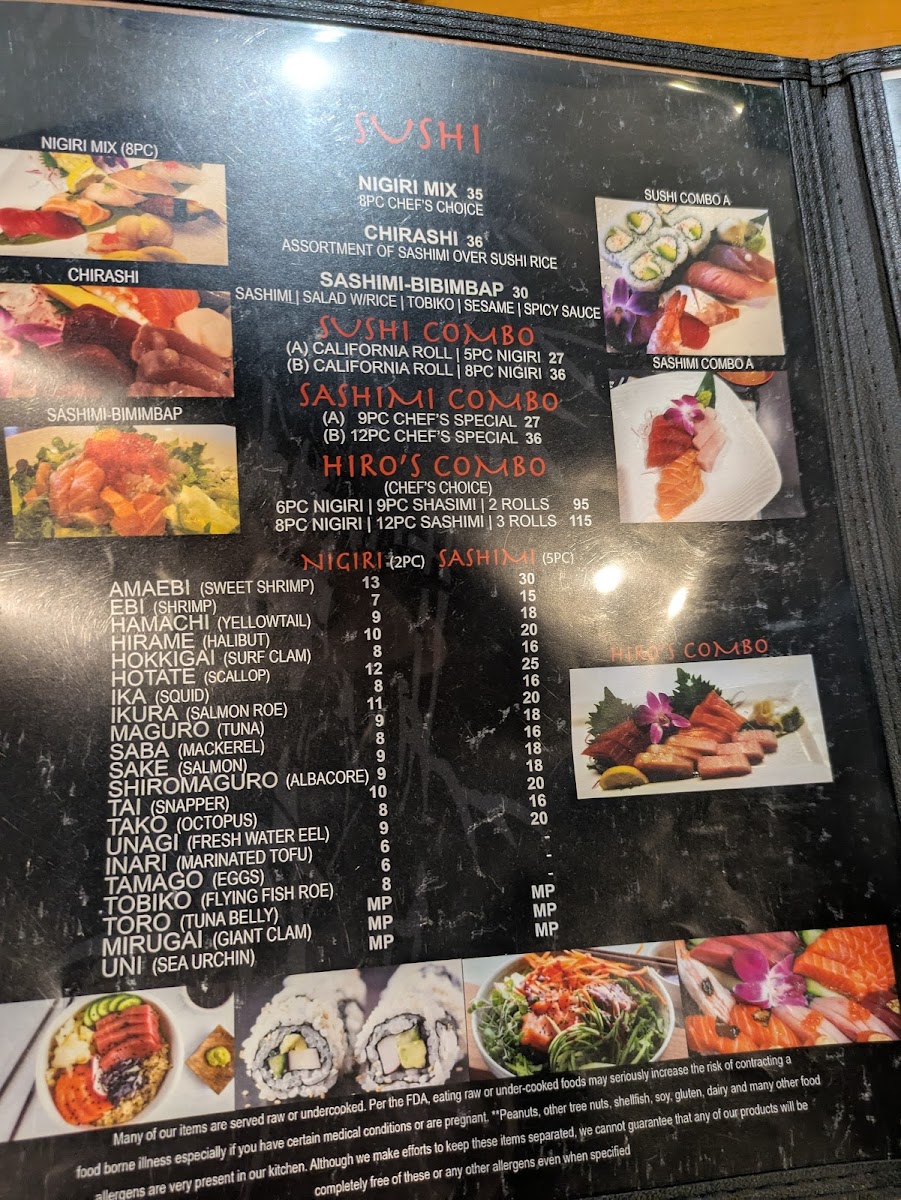 SUSHI
NIGIRI MIX (8PC)
NIGIRI MIX 35
8PC CHEF'S CHOICE
SUSHI COMBO A
CHIRASHI 36
ASSORTMENT OF SASHIMI OVER SUSHI RICE
CHIRASHI
SASHIMI-BIBIMBAP 30
SASHIMI | SALAD W/RICE | TOBIKO | SESAME | SPICY SAUCE
SUSHI COMBO
(A) CALIFORNIA ROLL | 5PC NIGIRI 27
(B) CALIFORNIA ROLL | 8PC NIGIRI 36
SASHIMI COMBO A
SASHIMI COMBO
(A) 9PC CHEF'S SPECIAL 27
(B) 12PC CHEF'S SPECIAL 36
SASHIMI-BIMIMBAP
HIRO'S COMBO
(CHEF'S CHOICE)
6PC NIGIRI | 9PC SHASIMI | 2 ROLLS 95
8PC NIGIRI | 12PC SASHIMI | 3 ROLLS 115
NIGIRI (2PC) SASHIMI (5PC)
AMAEBI (SWEET SHRIMP) 13 30
EBI (SHRIMP) 7 15
HAMACHI (YELLOWTAIL) 9 18
HIRAME (HALIBUT) 10 20
HOKKIGAI (SURF CLAM) 8 16
HOTATE (SCALLOP) 12 25
IKA (SQUID) 8 16
IKURA (SALMON ROE) 11 20
MAGURO (TUNA) 9 18
SABA (MACKEREL) 8 16
SAKE (SALMON) 9 18
SHIROMAGURO (ALBACORE) 9 18
TAI (SNAPPER) 10 20
TAKO (OCTOPUS) 8 16
UNAGI (FRESH WATER EEL) 9 20
INARI (MARINATED TOFU) 6 -
TAMAGO (EGGS) 6 -
TOBIKO (FLYING FISH ROE) 8 -
TORO (TUNA BELLY) MP MP
MIRUGAI (GIANT CLAM) MP MP
UNI (SEA URCHIN) MP MP
HIRO'S COMBO
Many of our items are served raw or undercooked. Per the FDA, eating raw or under-cooked foods may seriously increase the risk of contracting a
food borne illness especially if you have certain medical conditions or are pregnant. **Peanuts, other tree nuts, shellfish, soy, gluten, dairy and many other food
allergens are very present in our kitchen. Although we make efforts to keep these items separated, we cannot guarantee that any of our products will be
completely free of these or any other allergens even when specified